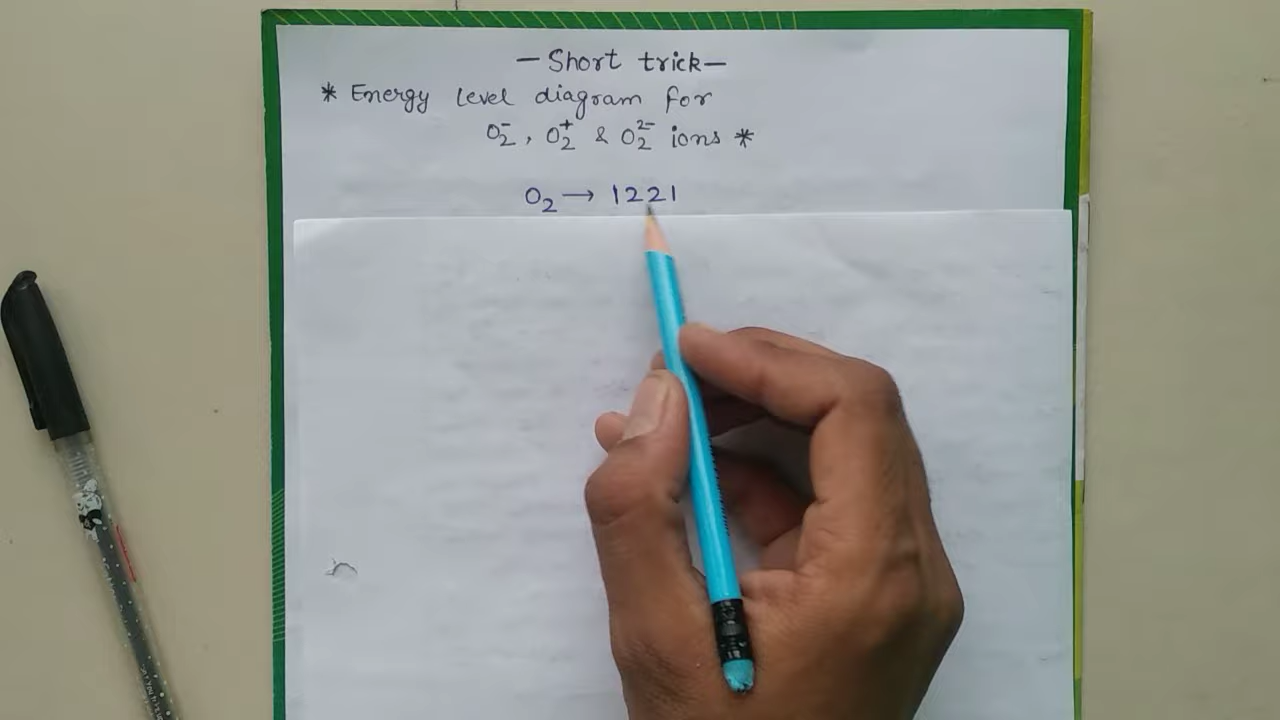 — Short trick —
* Energy level diagram for
O₂⁻, O₂⁺ & O₂²⁻ ions *
O₂ → 1221